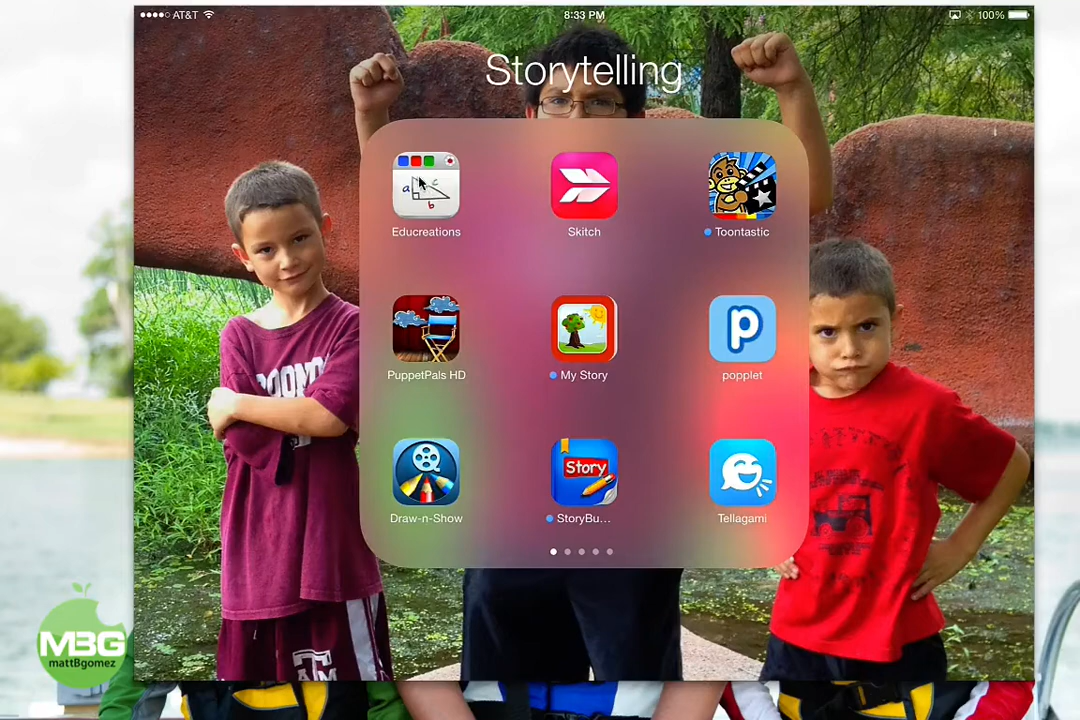 AT&T 8:33 PM 100%
Storytelling
a c b
Educreations Skitch Toontastic
p
PuppetPals HD My Story popplet
Story
Draw-n-Show StoryBu... Tellagami
MBG
mattBgomez